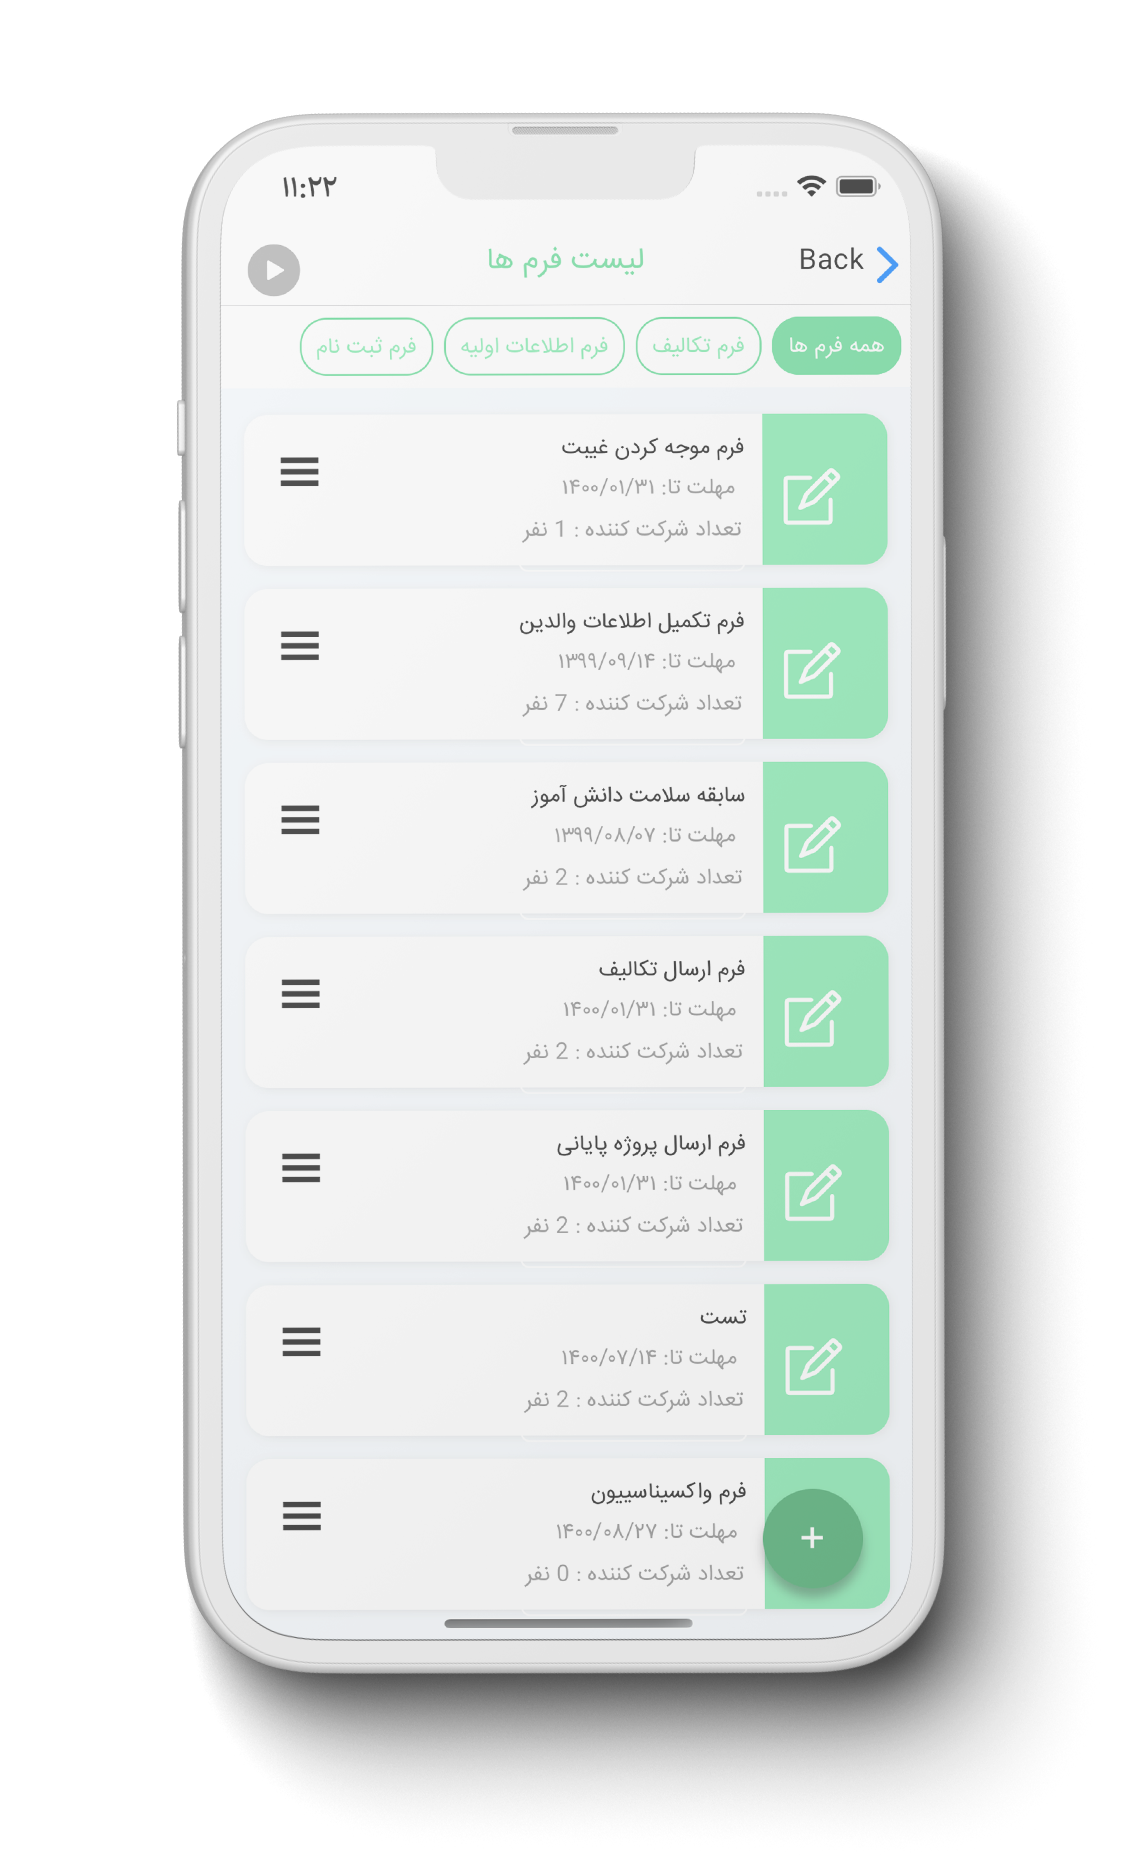 ۱۱:۲۲
Back
لیست فرم ها
همه فرم ها
فرم تکالیف
فرم اطلاعات اولیه
فرم ثبت نام
فرم موجه کردن غیبت
مهلت تا: ۱۴۰۰/۰۱/۳۱
تعداد شرکت کننده : 1 نفر
فرم تکمیل اطلاعات والدین
مهلت تا: ۱۳۹۹/۰۹/۱۴
تعداد شرکت کننده : 7 نفر
سابقه سلامت دانش آموز
مهلت تا: ۱۳۹۹/۰۸/۰۷
تعداد شرکت کننده : 2 نفر
فرم ارسال تکالیف
مهلت تا: ۱۴۰۰/۰۱/۳۱
تعداد شرکت کننده : 2 نفر
فرم ارسال پروژه پایانی
مهلت تا: ۱۴۰۰/۰۱/۳۱
تعداد شرکت کننده : 2 نفر
تست
مهلت تا: ۱۴۰۰/۰۷/۱۴
تعداد شرکت کننده : 2 نفر
فرم واکسیناسییون
مهلت تا: ۱۴۰۰/۰۸/۲۷
تعداد شرکت کننده : 0 نفر